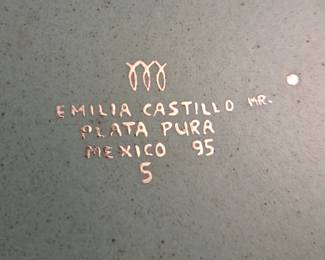 EMILIA CASTILLO MR.
PLATA PURA
MEXICO 95
5